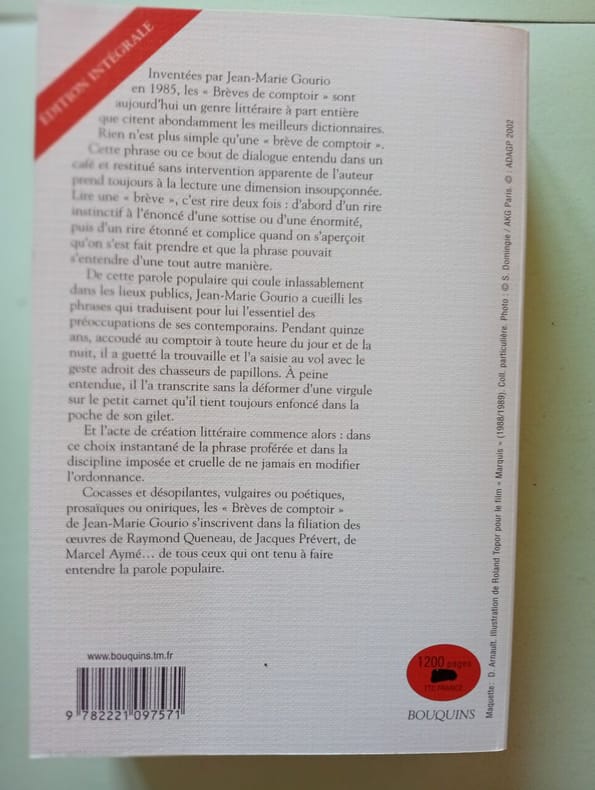 ÉDITION INTÉGRALE
Inventées par Jean-Marie Gourio
en 1985, les « Brèves de comptoir » sont
aujourd'hui un genre littéraire à part entière
que citent abondamment les meilleurs dictionnaires.
Rien n'est plus simple qu'une « brève de comptoir ».
Cette phrase ou ce bout de dialogue entendu dans un
café et restitué sans intervention apparente de l'auteur
prend toujours à la lecture une dimension insoupçonnée.
Lire une « brève », c'est rire deux fois : d'abord d'un rire
instinctif à l'énoncé d'une sottise ou d'une énormité,
puis d'un rire étonné et complice quand on s'aperçoit
qu'on s'est fait prendre et que la phrase pouvait
s'entendre d'une tout autre manière.
De cette parole populaire qui coule inlassablement
dans les lieux publics, Jean-Marie Gourio a cueilli les
phrases qui traduisent pour lui l'essentiel des
préoccupations de ses contemporains. Pendant quinze
ans, accoudé au comptoir à toute heure du jour et de la
nuit, il a guetté la trouvaille et l'a saisie au vol avec le
geste adroit des chasseurs de papillons. À peine
entendue, il l'a transcrite sans la déformer d'une virgule
sur le petit carnet qu'il tient toujours enfoncé dans la
poche de son gilet.
Et l'acte de création littéraire commence alors : dans
ce choix instantané de la phrase proférée et dans la
discipline imposée et cruelle de ne jamais en modifier
l'ordonnance.
Cocasses et désopilantes, vulgaires ou poétiques,
prosaïques ou oniriques, les « Brèves de comptoir »
de Jean-Marie Gourio s'inscrivent dans la filiation des
œuvres de Raymond Queneau, de Jacques Prévert, de
Marcel Aymé… de tous ceux qui ont tenu à faire
entendre la parole populaire.
www.bouquins.tm.fr
9 782221 097571
1200 pages
TTC FRANCE
BOUQUINS
Maquette : D. Arnault. Illustration de Roland Topor pour le film « Marquis » (1988/1989). Coll. particulière. Photo : © S. Domingie / AKG Paris. © : ADAGP 2002